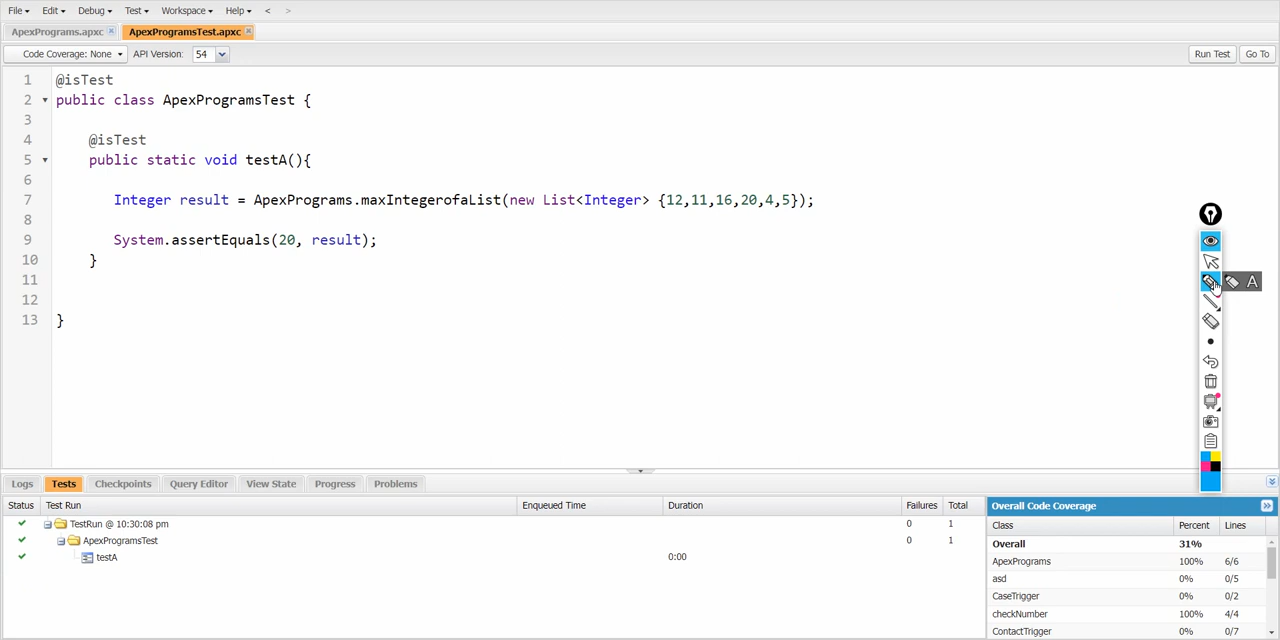 File Edit Debug Test Workspace Help < >
ApexPrograms.apxc ApexProgramsTest.apxc
Code Coverage: None API Version: 54 Run Test Go To
1 @isTest
2 public class ApexProgramsTest {
3
4 @isTest
5 public static void testA(){
6
7 Integer result = ApexPrograms.maxIntegerofaList(new List<Integer> {12,11,16,20,4,5});
8
9 System.assertEquals(20, result);
10 }
11
12
13 }
A
Logs Tests Checkpoints Query Editor View State Progress Problems
Status Test Run Enqueued Time Duration Failures Total
TestRun @ 10:30:08 pm 0 1
ApexProgramsTest 0 1
testA 0:00
Overall Code Coverage
Class Percent Lines
Overall 31%
ApexPrograms 100% 6/6
asd 0% 0/5
CaseTrigger 0% 0/2
checkNumber 100% 4/4
ContactTrigger 0% 0/7